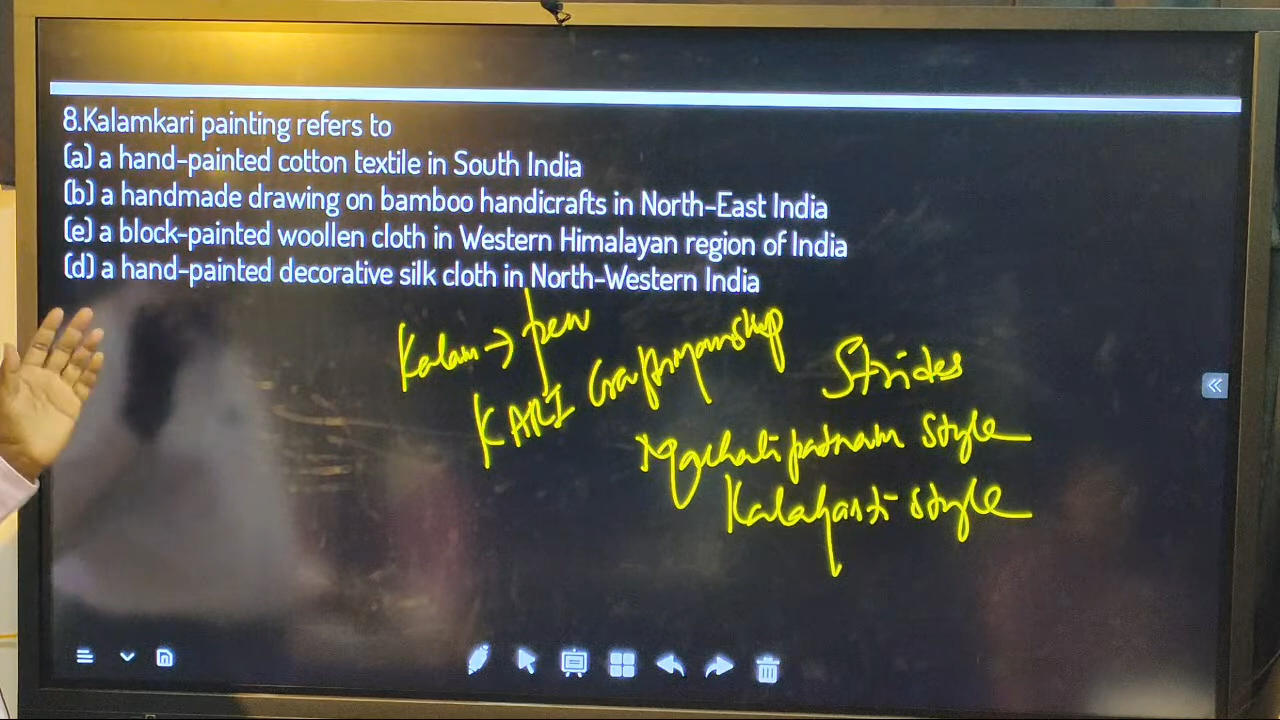 8.Kalamkari painting refers to
(a) a hand-painted cotton textile in South India
(b) a handmade drawing on bamboo handicrafts in North-East India
(e) a block-painted woollen cloth in Western Himalayan region of India
(d) a hand-painted decorative silk cloth in North-Western India
Kalam → pen
KARI Craftsmanship
Strides
Machalipatnam style
Kalahasti style